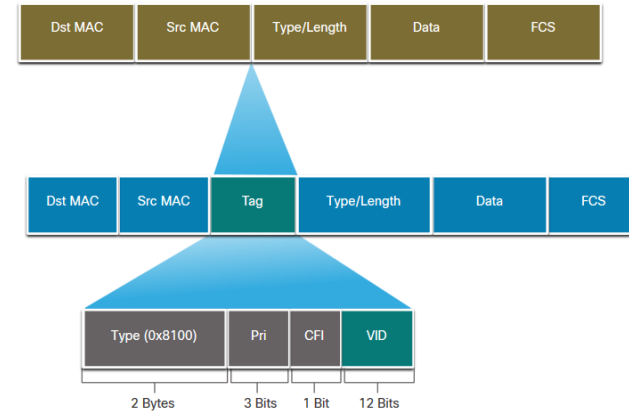 Dst MAC Src MAC Type/Length Data FCS
Dst MAC Src MAC Tag Type/Length Data FCS
Type (0x8100) Pri CFI VID
2 Bytes 3 Bits 1 Bit 12 Bits